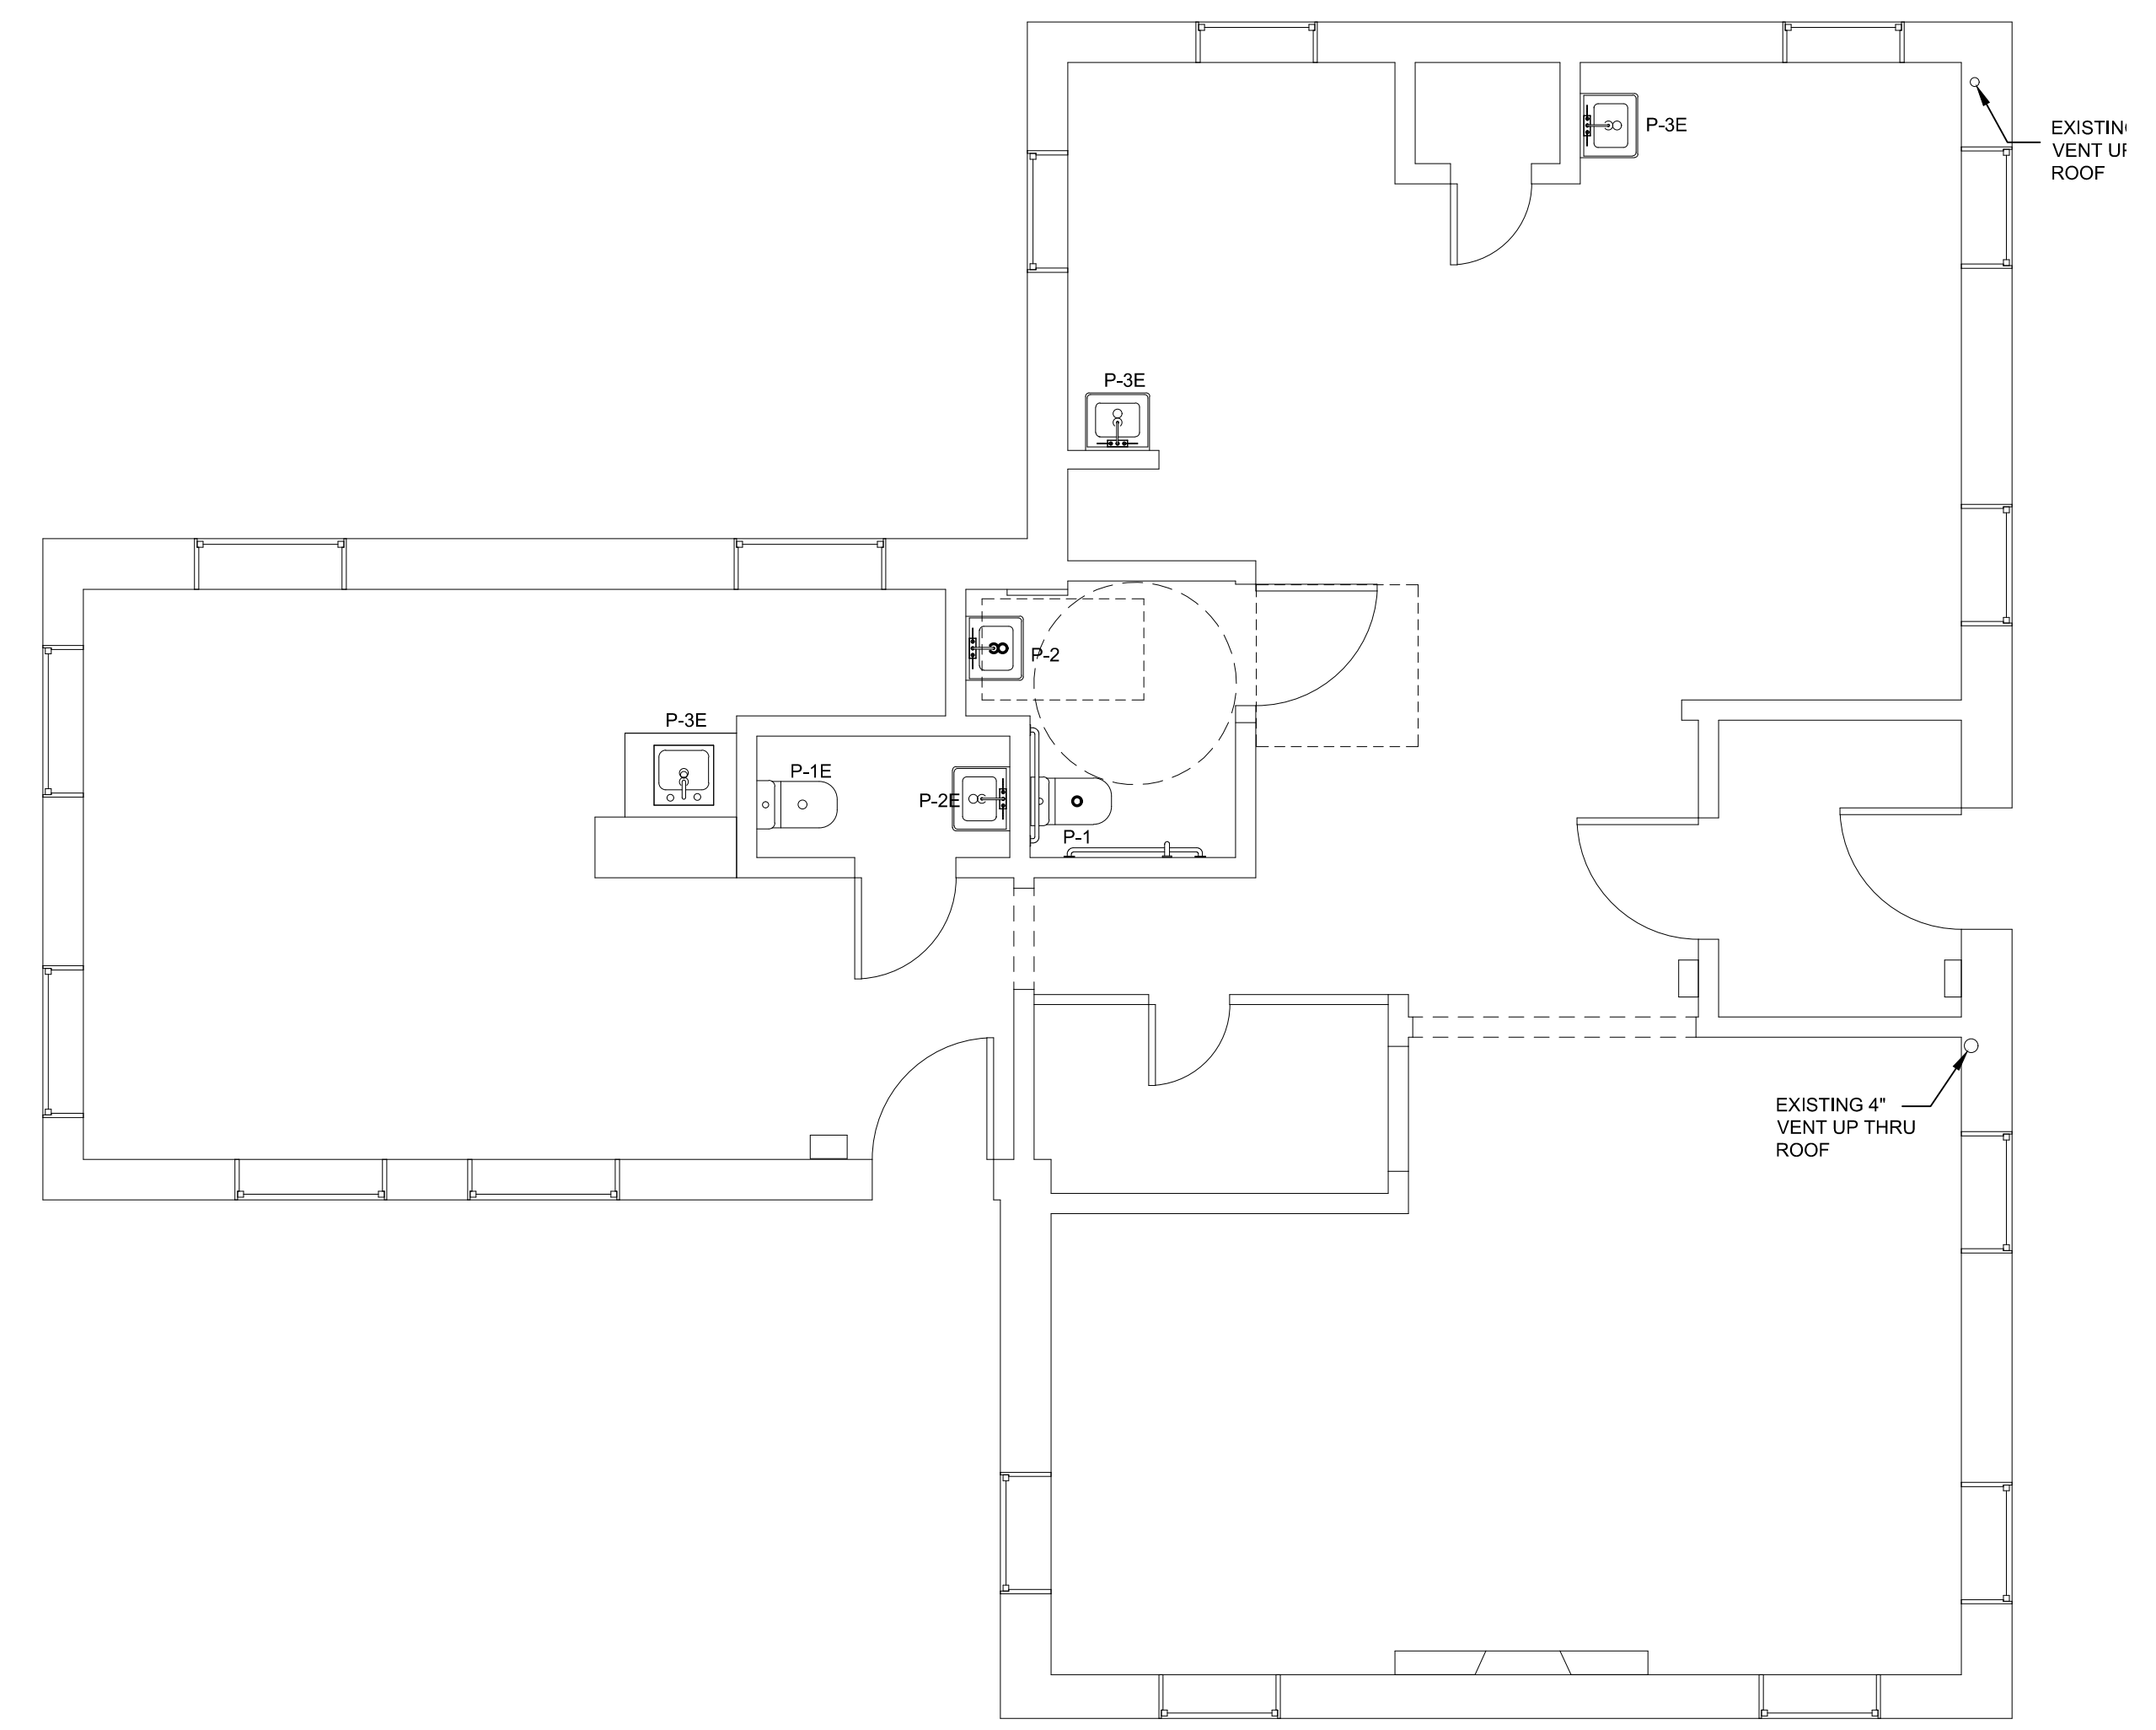 P-3E
EXISTING
VENT UP
ROOF
P-3E
P-2
P-3E
P-1E
P-2E
P-1
EXISTING 4"
VENT UP THRU
ROOF